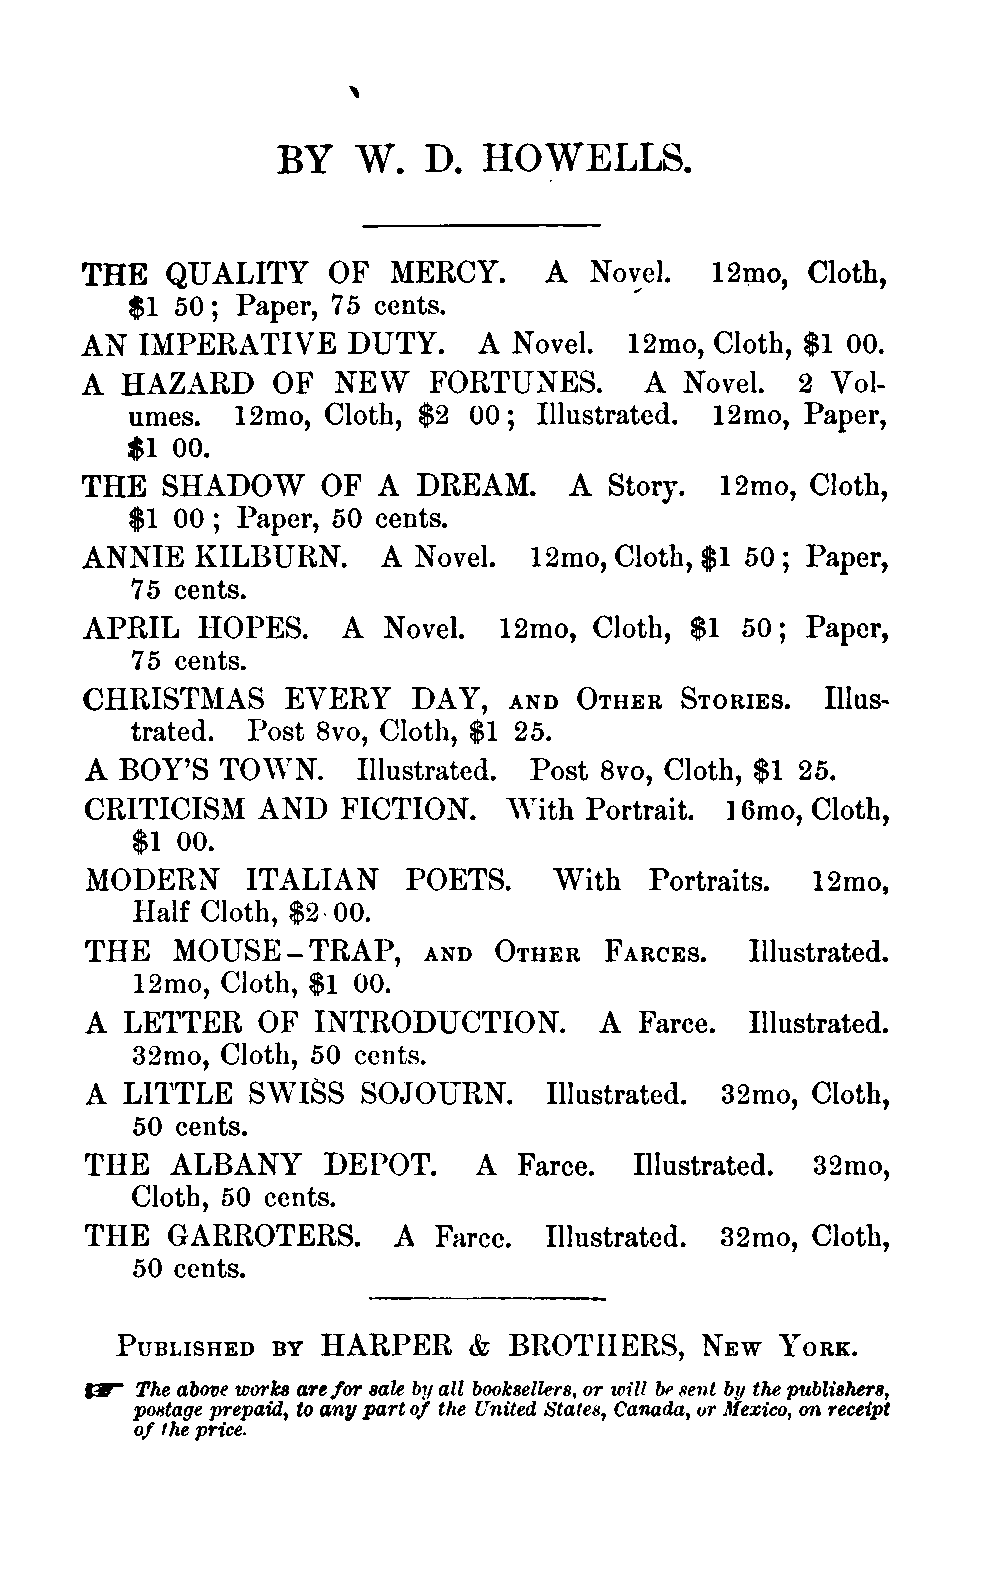 BY W. D. HOWELLS.
THE QUALITY OF MERCY. A Novel. 12mo, Cloth,
$1 50; Paper, 75 cents.
AN IMPERATIVE DUTY. A Novel. 12mo, Cloth, $1 00.
A HAZARD OF NEW FORTUNES. A Novel. 2 Vol-
umes. 12mo, Cloth, $2 00; Illustrated. 12mo, Paper,
$1 00.
THE SHADOW OF A DREAM. A Story. 12mo, Cloth,
$1 00; Paper, 50 cents.
ANNIE KILBURN. A Novel. 12mo, Cloth, $1 50; Paper,
75 cents.
APRIL HOPES. A Novel. 12mo, Cloth, $1 50; Paper,
75 cents.
CHRISTMAS EVERY DAY, AND OTHER STORIES. Illus-
trated. Post 8vo, Cloth, $1 25.
A BOY'S TOWN. Illustrated. Post 8vo, Cloth, $1 25.
CRITICISM AND FICTION. With Portrait. 16mo, Cloth,
$1 00.
MODERN ITALIAN POETS. With Portraits. 12mo,
Half Cloth, $2 00.
THE MOUSE-TRAP, AND OTHER FARCES. Illustrated.
12mo, Cloth, $1 00.
A LETTER OF INTRODUCTION. A Farce. Illustrated.
32mo, Cloth, 50 cents.
A LITTLE SWISS SOJOURN. Illustrated. 32mo, Cloth,
50 cents.
THE ALBANY DEPOT. A Farce. Illustrated. 32mo,
Cloth, 50 cents.
THE GARROTERS. A Farce. Illustrated. 32mo, Cloth,
50 cents.
PUBLISHED BY HARPER & BROTHERS, NEW YORK.
☞ The above works are for sale by all booksellers, or will be sent by the publishers,
postage prepaid, to any part of the United States, Canada, or Mexico, on receipt
of the price.